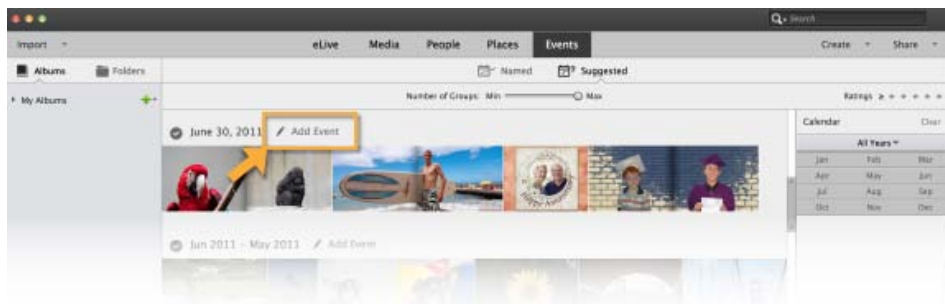 Search
Import eLive Media People Places Events Create Share
Albums Folders Named Suggested
My Albums Number of Groups: Min Max Ratings ≥
June 30, 2011 Add Event
Calendar Clear
All Years
Jan Feb Mar
Apr May Jun
Jul Aug Sep
Oct Nov Dec
Jun 2011 - May 2011 Add Event